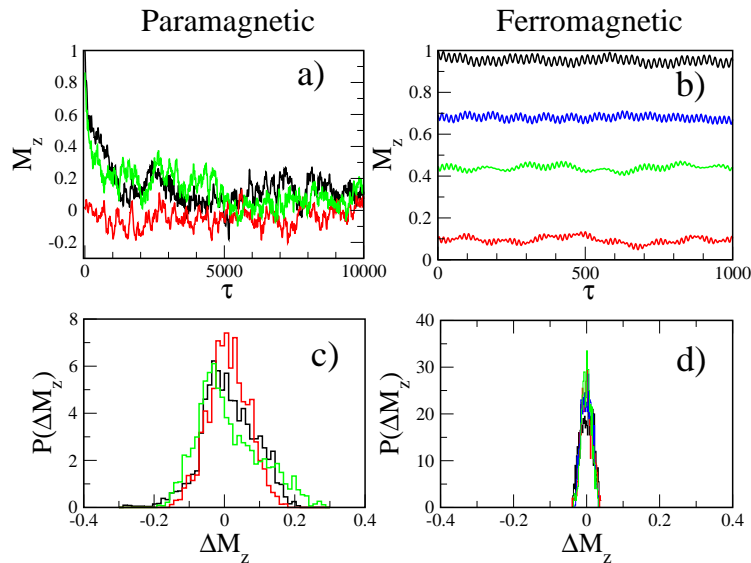 Paramagnetic Ferromagnetic
1
0.8
0.6
0.4
0.2
0
-0.2
M_z
a)
0 5000 10000
τ
1
0.8
0.6
0.4
0.2
0
M_z
b)
0 500 1000
τ
8
6
4
2
0
P(ΔM_z)
c)
-0.4 -0.2 0 0.2 0.4
ΔM_z
40
30
20
10
0
P(ΔM_z)
d)
-0.4 -0.2 0 0.2 0.4
ΔM_z